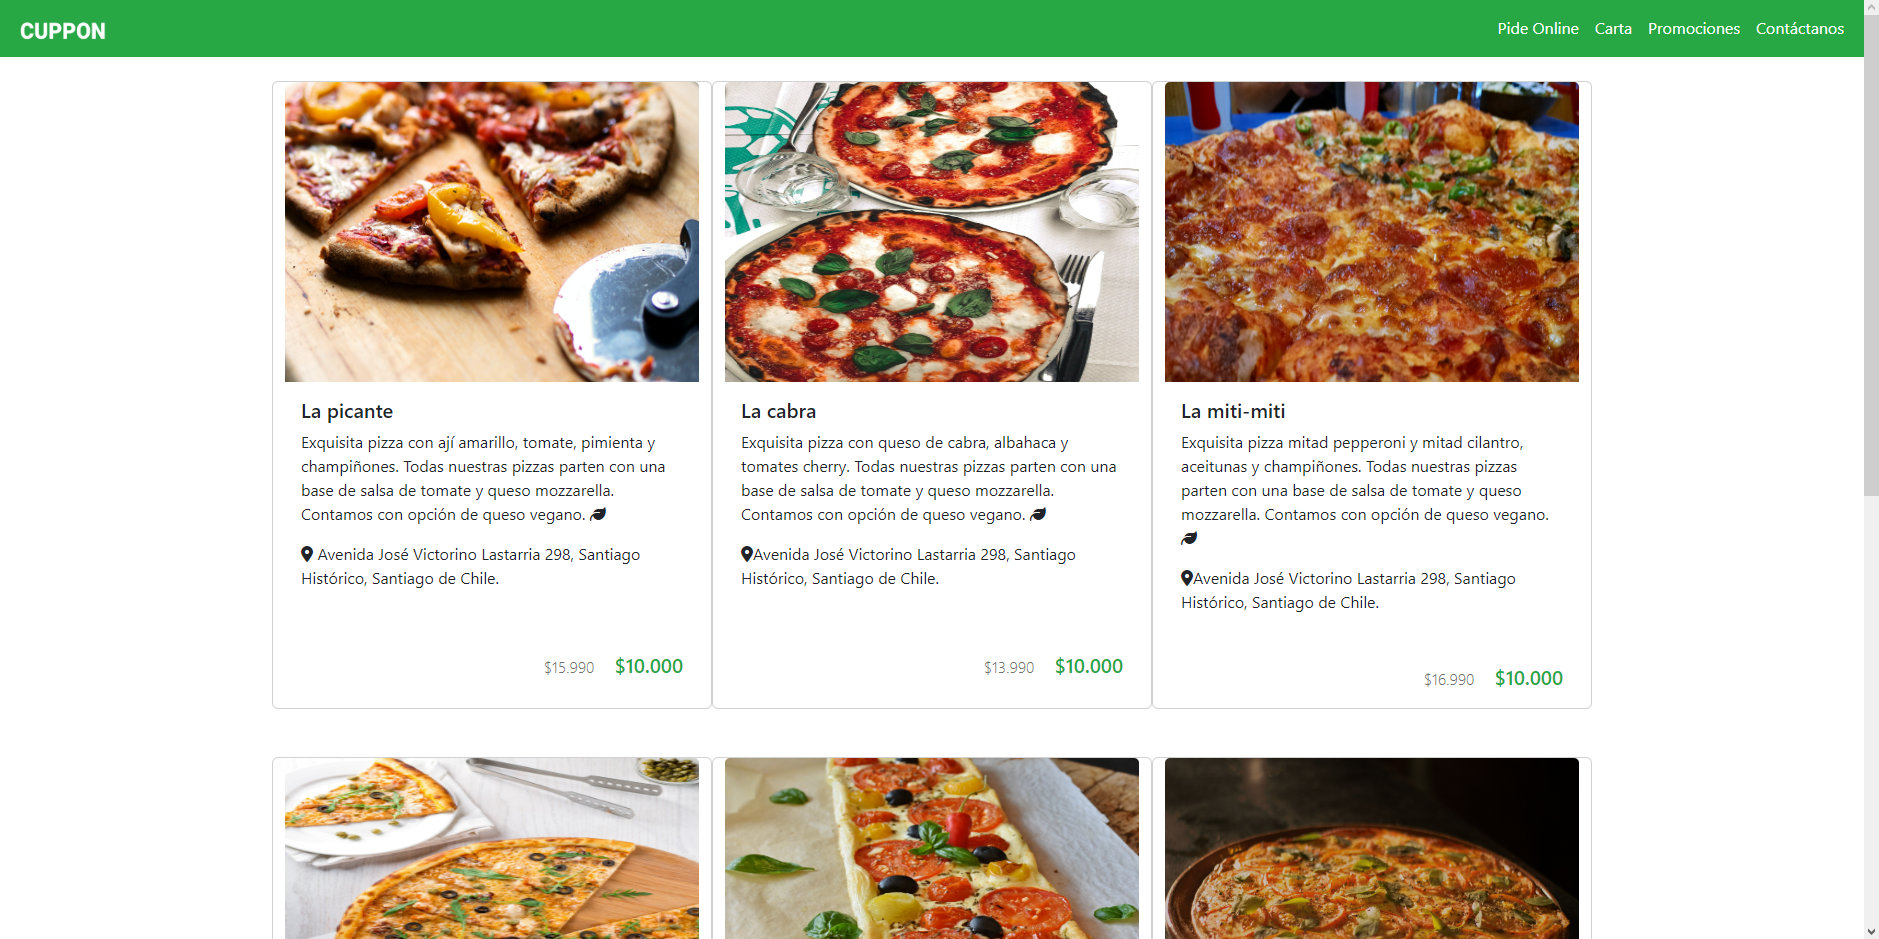 CUPPON
Pide Online Carta Promociones Contáctanos
La picante
Exquisita pizza con ají amarillo, tomate, pimienta y
champiñones. Todas nuestras pizzas parten con una
base de salsa de tomate y queso mozzarella.
Contamos con opción de queso vegano.
Avenida José Victorino Lastarria 298, Santiago
Histórico, Santiago de Chile.
$15.990 $10.000
La cabra
Exquisita pizza con queso de cabra, albahaca y
tomates cherry. Todas nuestras pizzas parten con una
base de salsa de tomate y queso mozzarella.
Contamos con opción de queso vegano.
Avenida José Victorino Lastarria 298, Santiago
Histórico, Santiago de Chile.
$13.990 $10.000
La miti-miti
Exquisita pizza mitad pepperoni y mitad cilantro,
aceitunas y champiñones. Todas nuestras pizzas
parten con una base de salsa de tomate y queso
mozzarella. Contamos con opción de queso vegano.
Avenida José Victorino Lastarria 298, Santiago
Histórico, Santiago de Chile.
$16.990 $10.000